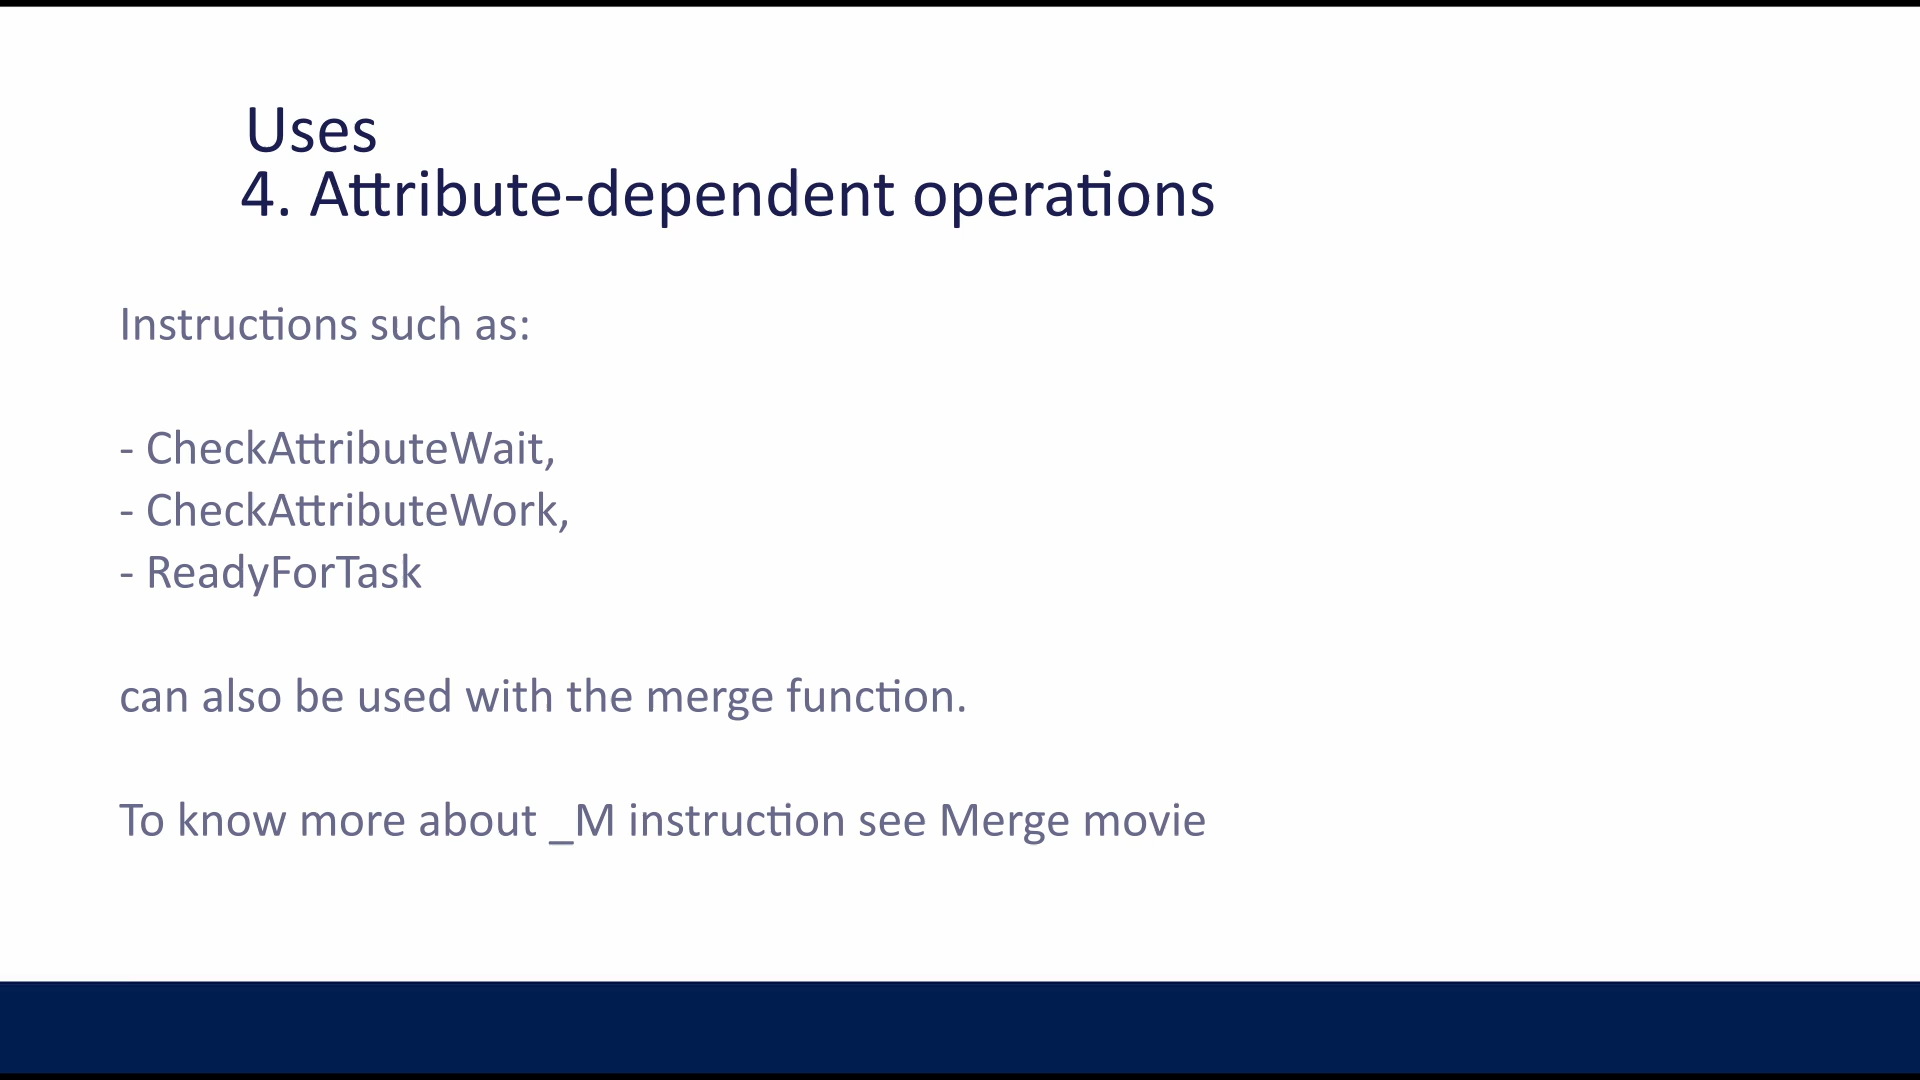 Uses
4. Attribute-dependent operations
Instructions such as:
- CheckAttributeWait,
- CheckAttributeWork,
- ReadyForTask
can also be used with the merge function.
To know more about _M instruction see Merge movie